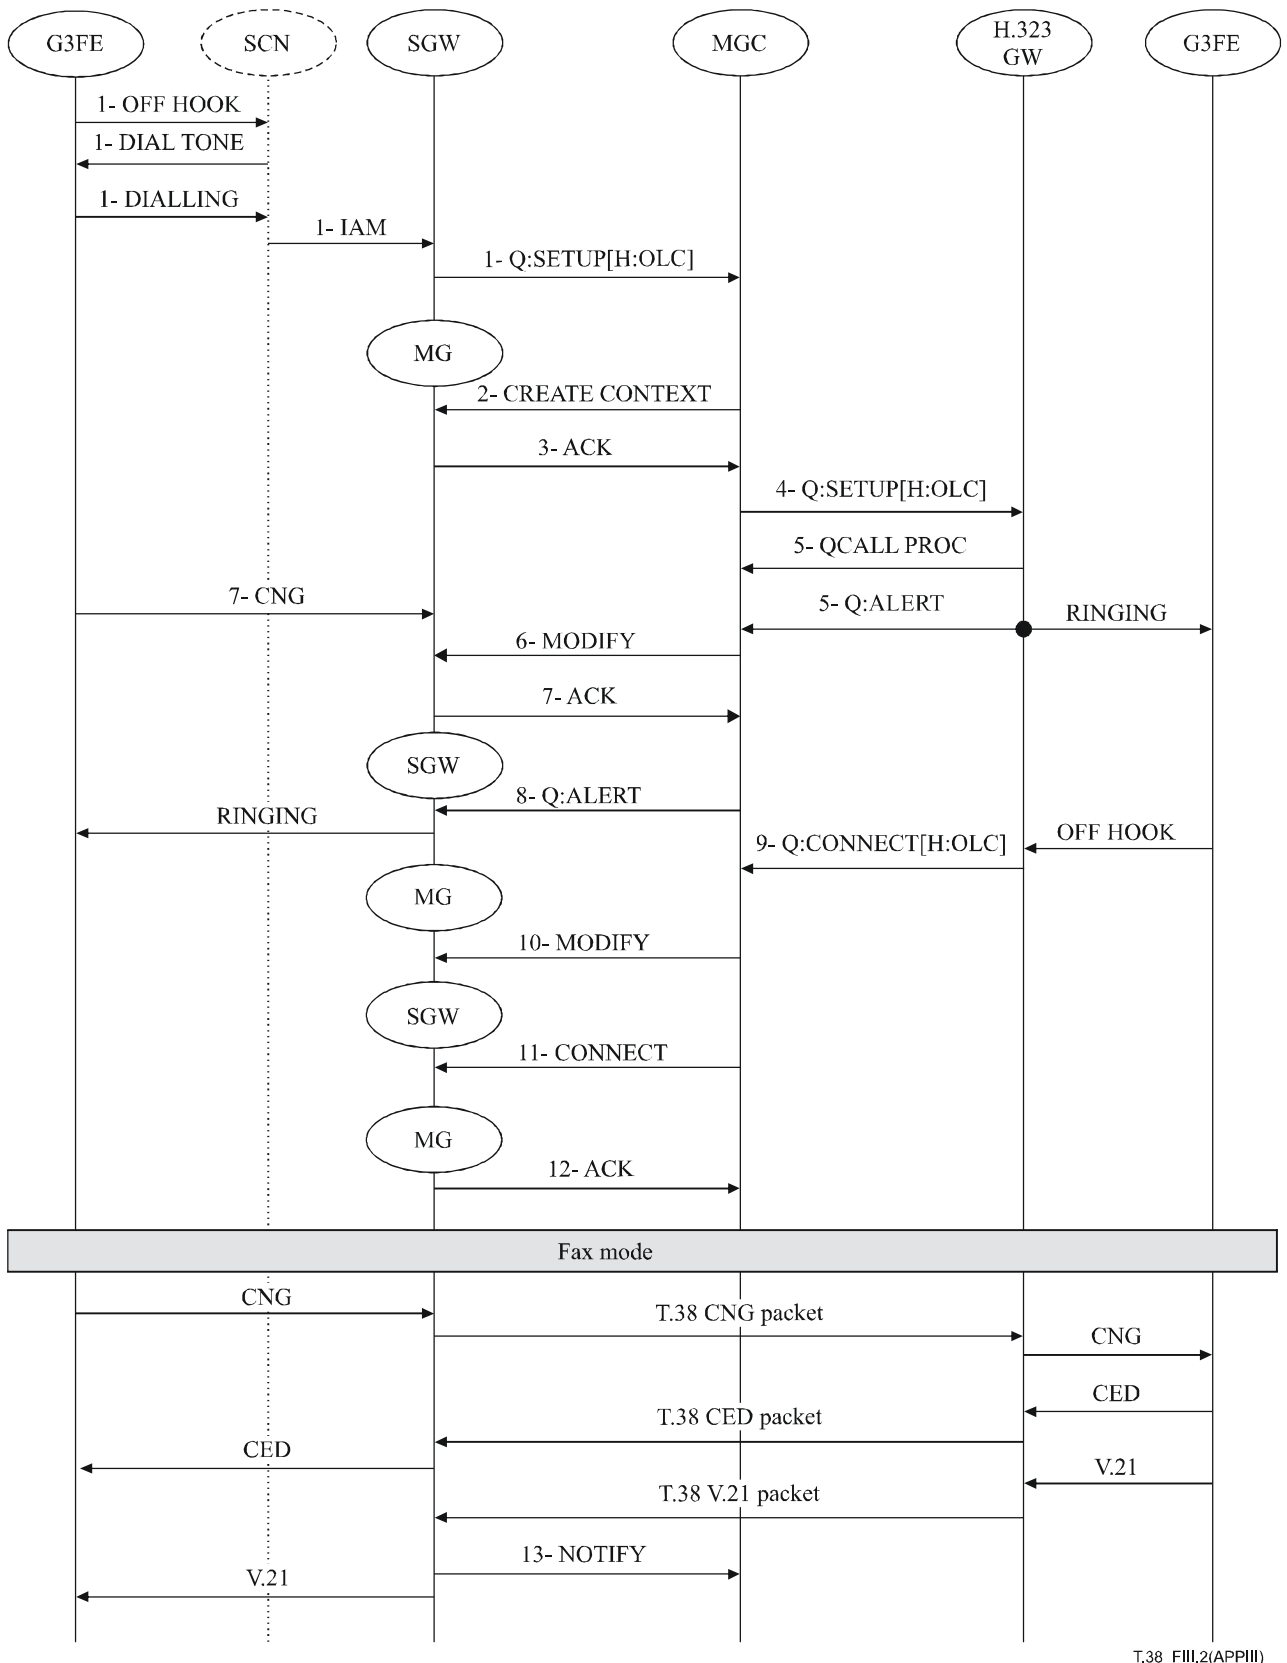 G3FE
SCN
SGW
MGC
H.323
GW
G3FE
1- OFF HOOK
1- DIAL TONE
1- DIALLING
1- IAM
1- Q:SETUP[H:OLC]
MG
2- CREATE CONTEXT
3- ACK
4- Q:SETUP[H:OLC]
5- QCALL PROC
7- CNG
5- Q:ALERT
RINGING
6- MODIFY
7- ACK
SGW
8- Q:ALERT
RINGING
OFF HOOK
9- Q:CONNECT[H:OLC]
MG
10- MODIFY
SGW
11- CONNECT
MG
12- ACK
Fax mode
CNG
T.38 CNG packet
CNG
CED
T.38 CED packet
CED
V.21
T.38 V.21 packet
13- NOTIFY
V.21
T.38_FIII.2(APPIII)